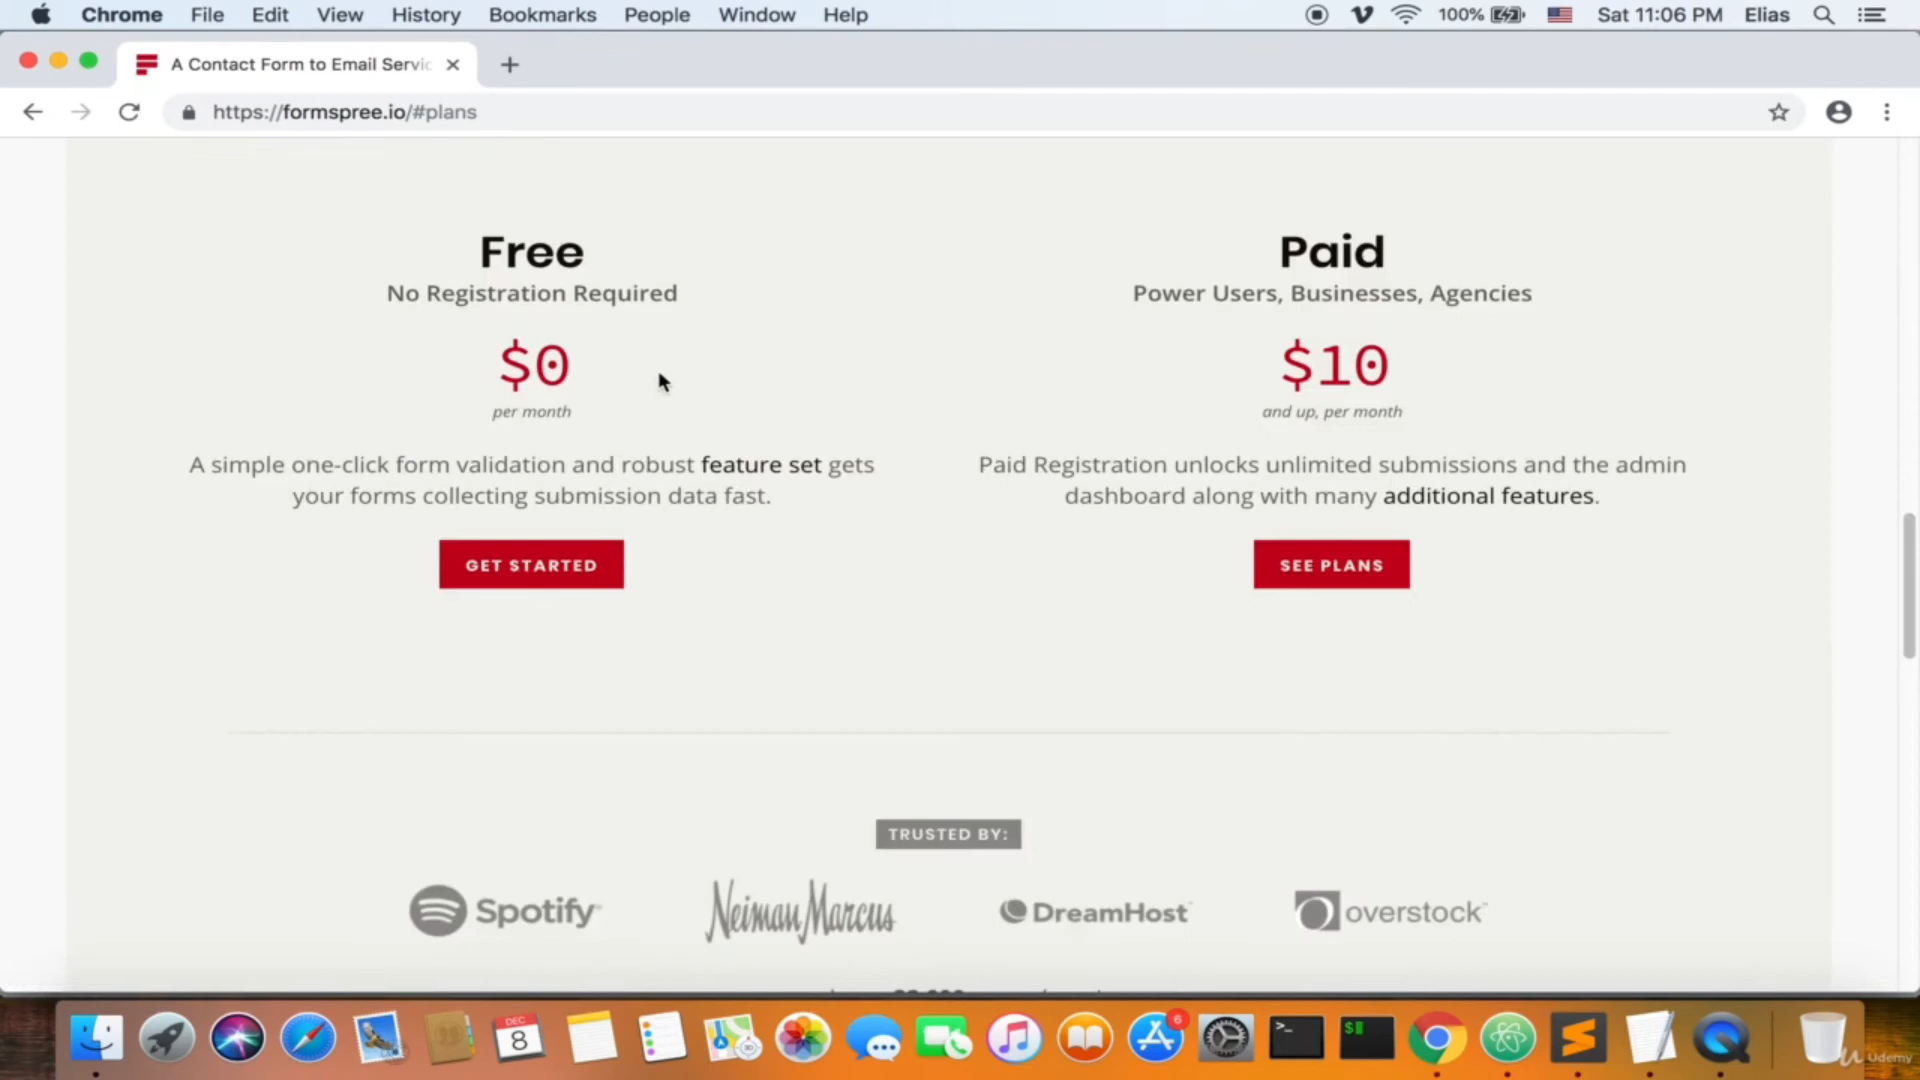 Chrome File Edit View History Bookmarks People Window Help 100% Sat 11:06 PM Elias
A Contact Form to Email Servic
https://formspree.io/#plans
Free
No Registration Required
$0
per month
A simple one-click form validation and robust feature set gets
your forms collecting submission data fast.
GET STARTED
Paid
Power Users, Businesses, Agencies
$10
and up, per month
Paid Registration unlocks unlimited submissions and the admin
dashboard along with many additional features.
SEE PLANS
TRUSTED BY:
Spotify Neiman Marcus DreamHost overstock
DEC
8
6
Udemy